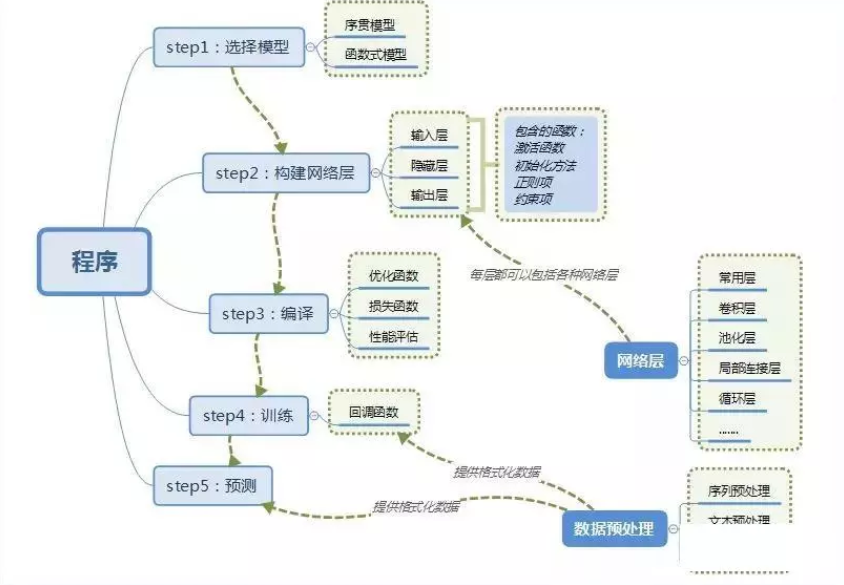 序贯模型
step1：选择模型
函数式模型
包含的函数：
输入层
激活函数
初始化方法
step2：构建网络层
隐藏层
正则项
输出层
约束项
程序
每层都可以包括各种网络层
优化函数
常用层
step3：编译
损失函数
卷积层
性能评估
池化层
网络层
局部连接层
循环层
......
step4：训练
回调函数
提供格式化数据
step5：预测
提供格式化数据
序列预处理
数据预处理